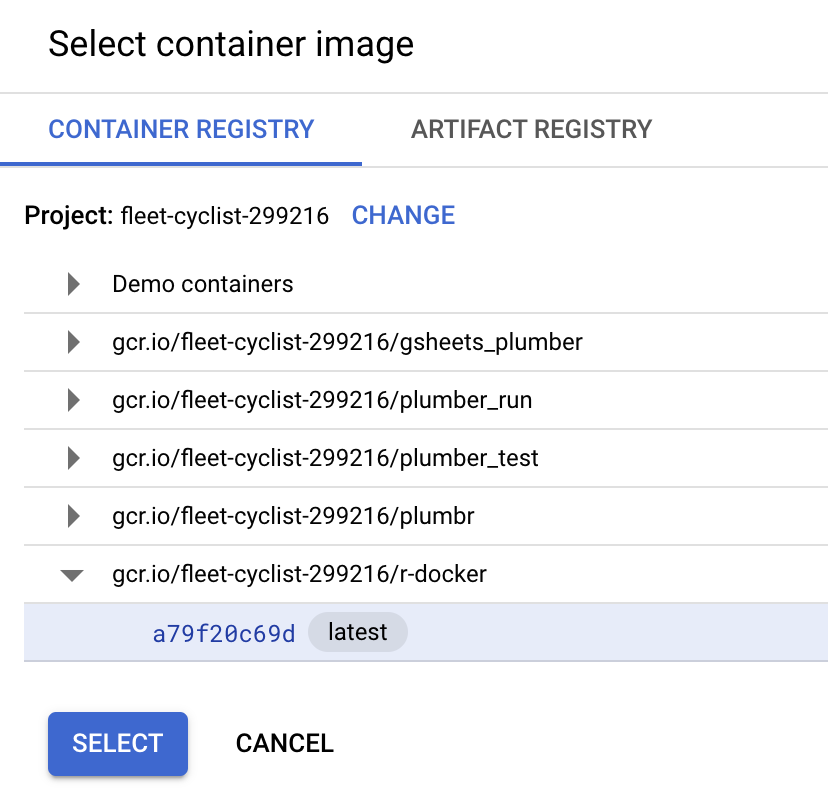 Select container image
CONTAINER REGISTRY ARTIFACT REGISTRY
Project: fleet-cyclist-299216 CHANGE
Demo containers
gcr.io/fleet-cyclist-299216/gsheets_plumber
gcr.io/fleet-cyclist-299216/plumber_run
gcr.io/fleet-cyclist-299216/plumber_test
gcr.io/fleet-cyclist-299216/plumbr
gcr.io/fleet-cyclist-299216/r-docker
a79f20c69d latest
SELECT CANCEL